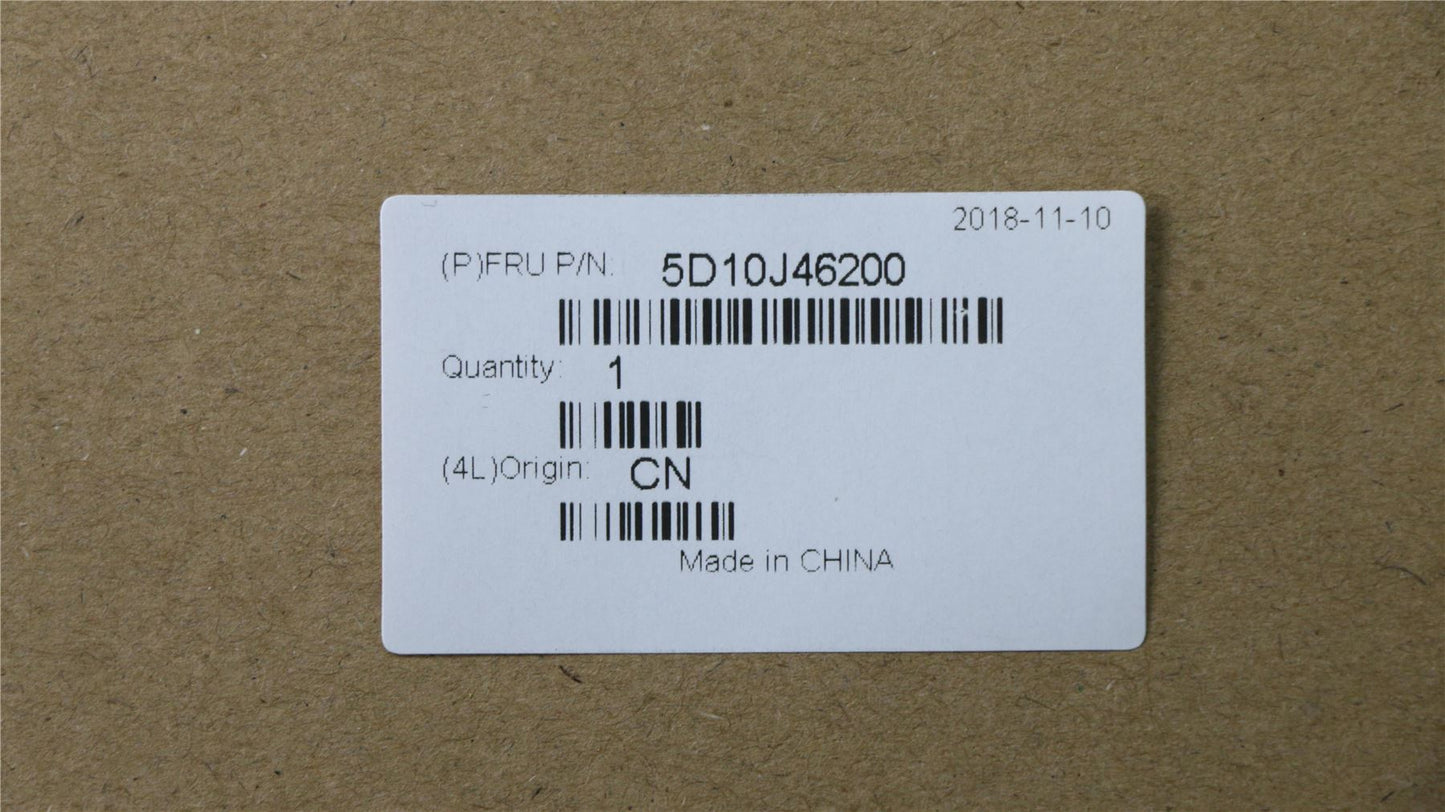 2018-11-10
(P)FRU P/N: 5D10J46200
Quantity: 1
(4L)Origin: CN
Made in CHINA